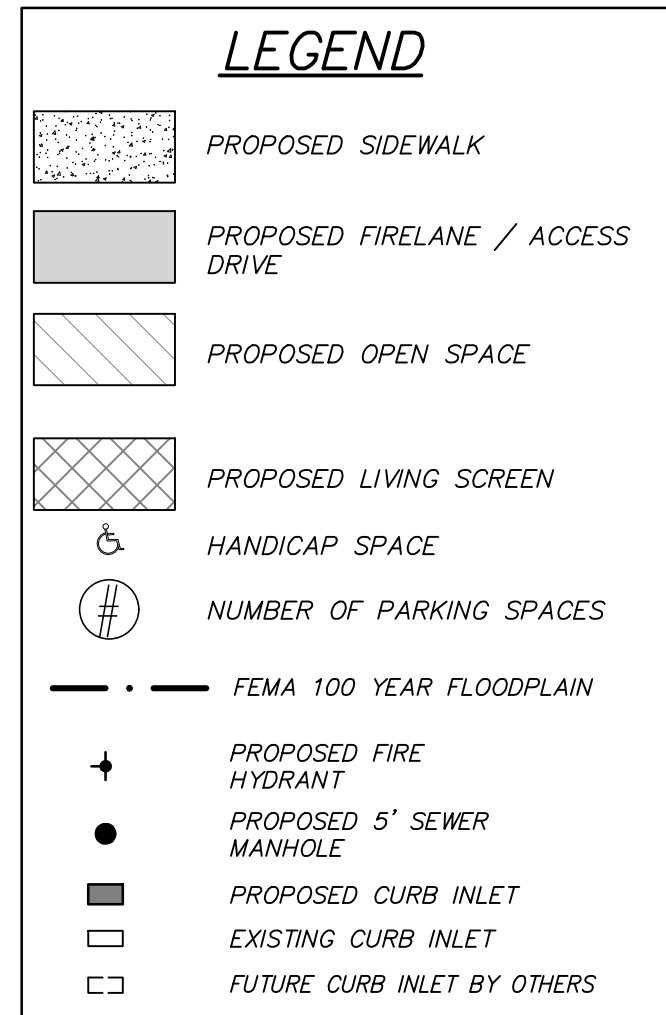 LEGEND
PROPOSED SIDEWALK
PROPOSED FIRELANE / ACCESS
DRIVE
PROPOSED OPEN SPACE
PROPOSED LIVING SCREEN
HANDICAP SPACE
# NUMBER OF PARKING SPACES
FEMA 100 YEAR FLOODPLAIN
PROPOSED FIRE
HYDRANT
PROPOSED 5' SEWER
MANHOLE
PROPOSED CURB INLET
EXISTING CURB INLET
FUTURE CURB INLET BY OTHERS